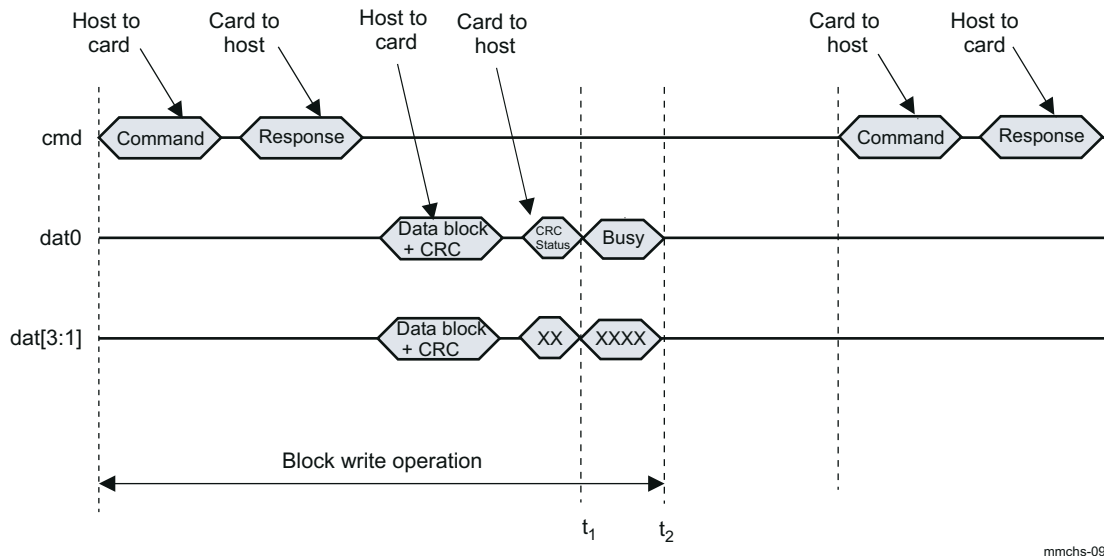 Host to
card
Card to
host
Host to
card
Card to
host
Card to
host
Host to
card
cmd
Command
Response
Command
Response
dat0
Data block
+ CRC
CRC
Status
Busy
dat[3:1]
Data block
+ CRC
XX
XXXX
Block write operation
t1
t2
mmchs-09